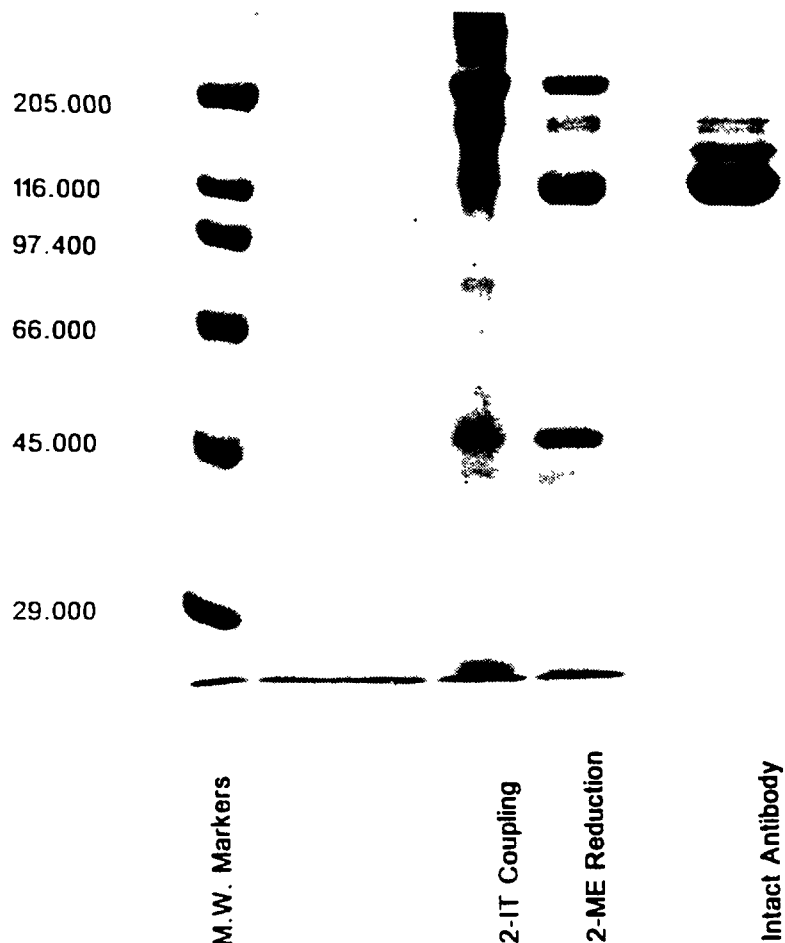 205.000
116.000
97.400
66.000
45.000
29.000
M.W. Markers
2-IT Coupling
2-ME Reduction
Intact Antibody